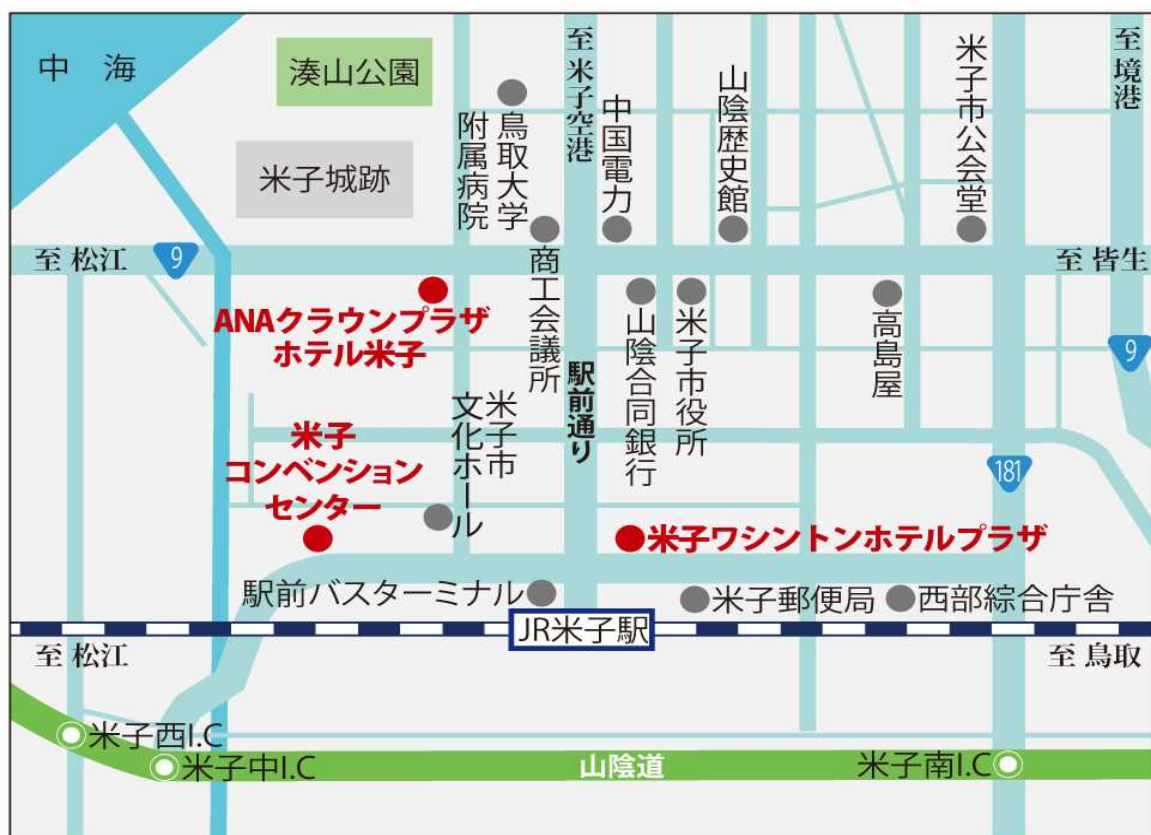 中 海
湊山公園
米子城跡
鳥取大学
附属病院
至 米子空港
中国電力
山陰歴史館
米子市公会堂
至 境港
至 松江
9
商工会議所
至 皆生
ANAクラウンプラザ
ホテル米子
駅前通り
山陰合同銀行
米子市役所
高島屋
9
米子市
文化ホール
米子
コンベンション
センター
181
米子ワシントンホテルプラザ
駅前バスターミナル
米子郵便局
西部綜合庁舎
JR米子駅
至 松江
至 鳥取
米子西I.C
米子中I.C
山陰道
米子南I.C